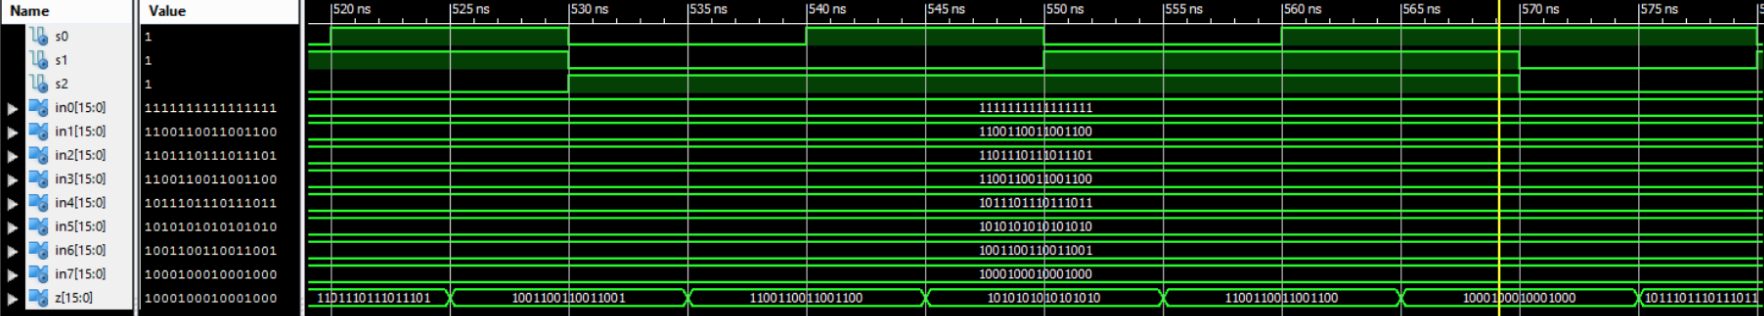 Name Value 520 ns 525 ns 530 ns 535 ns 540 ns 545 ns 550 ns 555 ns 560 ns 565 ns 570 ns 575 ns
s0 1
s1 1
s2 1
in0[15:0] 1111111111111111 1111111111111111
in1[15:0] 1100110011001100 1100110011001100
in2[15:0] 1101110111011101 1101110111011101
in3[15:0] 1100110011001100 1100110011001100
in4[15:0] 1011101110111011 1011101110111011
in5[15:0] 1010101010101010 1010101010101010
in6[15:0] 1001100110011001 1001100110011001
in7[15:0] 1000100010001000 1000100010001000
z[15:0] 1000100010001000 1101110111011101 1001100110011001 1100110011001100 1010101010101010 1100110011001100 1000100010001000 1011101110111011